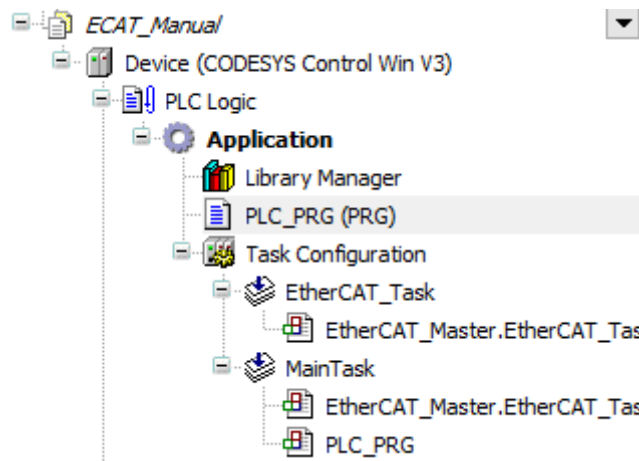 ECAT_Manual
Device (CODESYS Control Win V3)
PLC Logic
Application
Library Manager
PLC_PRG (PRG)
Task Configuration
EtherCAT_Task
EtherCAT_Master.EtherCAT_Tas
MainTask
EtherCAT_Master.EtherCAT_Tas
PLC_PRG